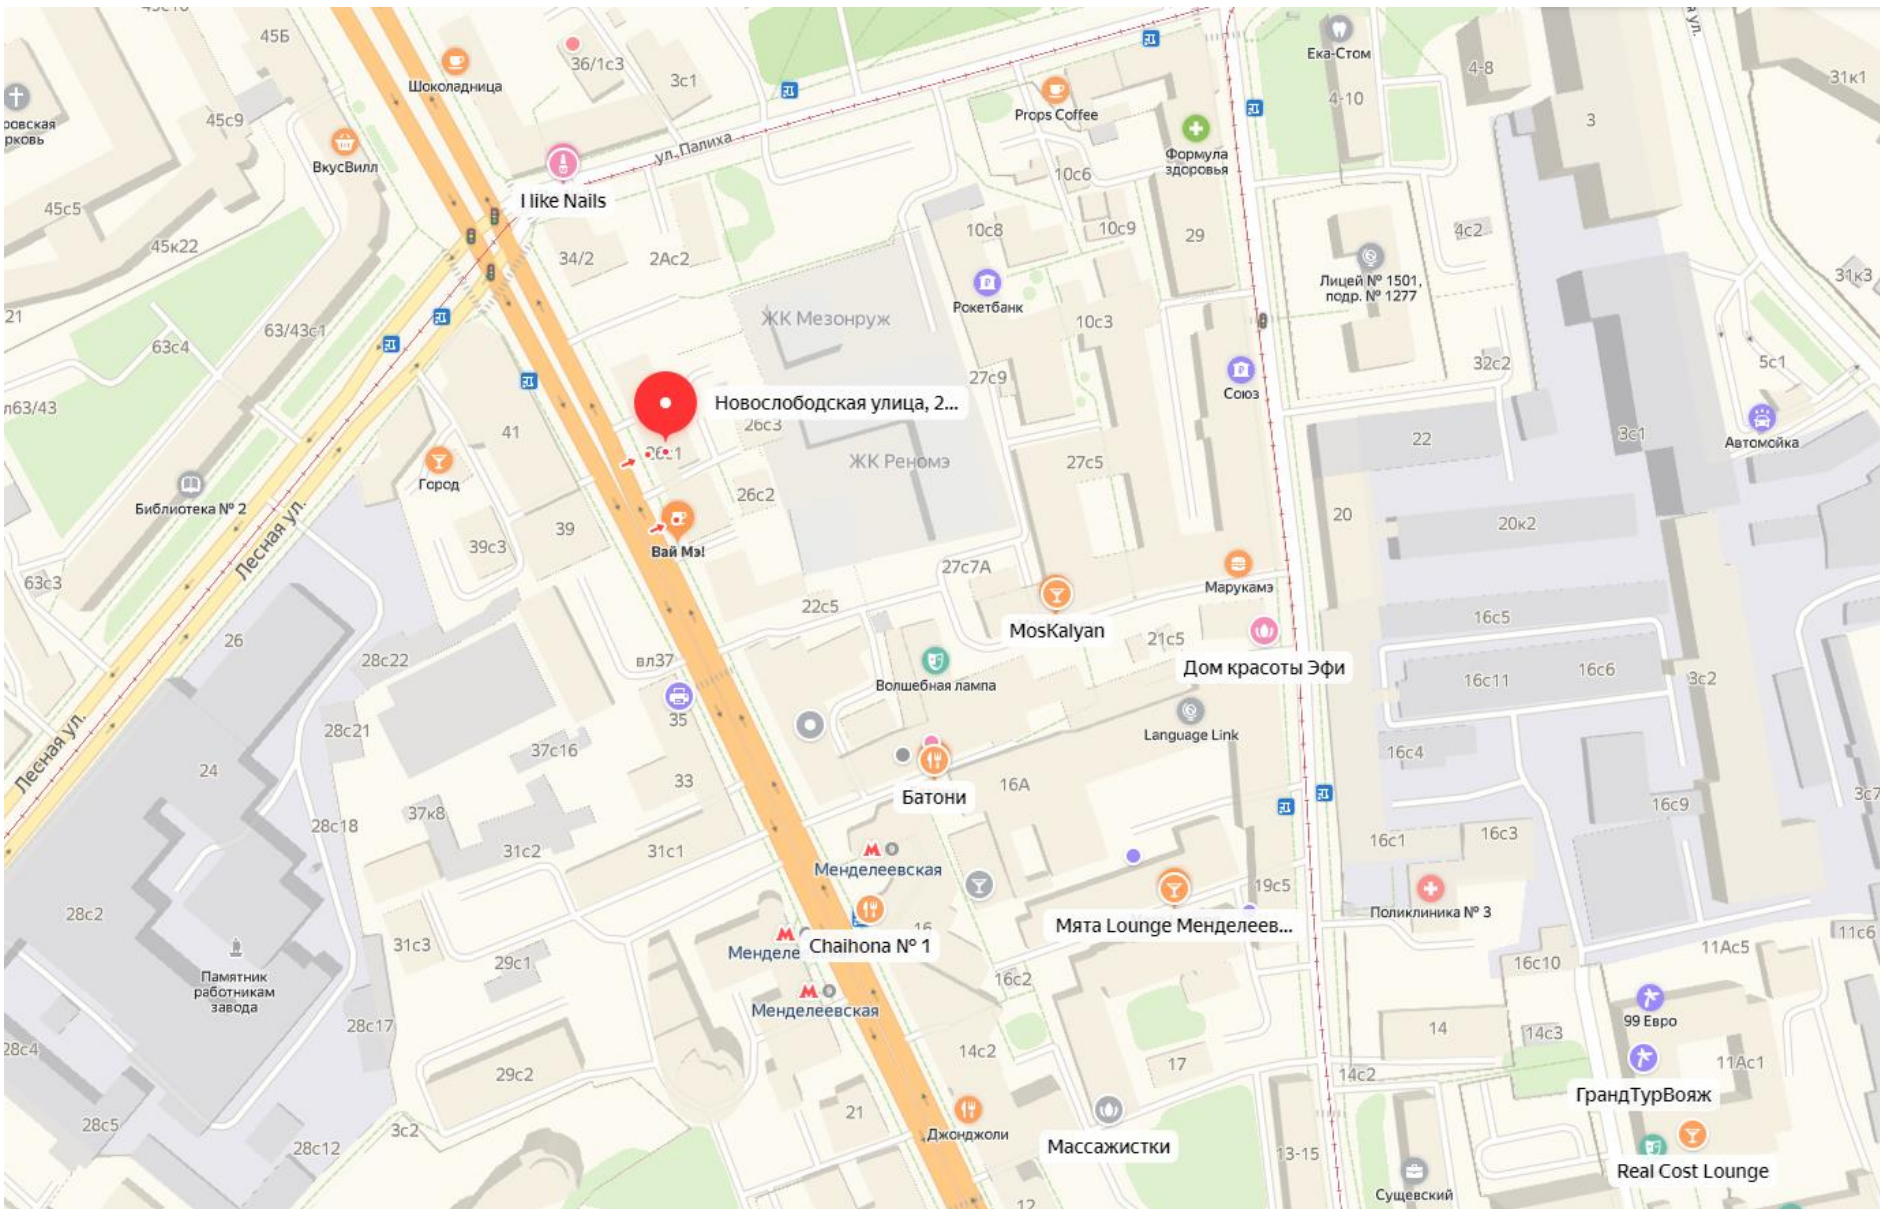 45Б
36/1с3
3с1
Шоколадница
Ека-Стом
4-8
31к1
Props Coffee
4-10
3
ровская
рковь
45с9
ВкусВилл
ул. Палиха
Формула
здоровья
10с6
I like Nails
45с5
45к22
34/2
2Ас2
10с8
10с9
29
4с2
Лицей № 1501,
подр. № 1277
31к3
21
63с4
63/43с1
ЖК Мезонруж
Рокетбанк
10с3
32с2
5с1
27с9
Союз
л63/43
41
Новослободская улица, 2...
26с3
22
3с1
Автомойка
26с1
ЖК Реномэ
27с5
Город
Библиотека № 2
26с2
20
20к2
39
39с3
Лесная ул.
Вай Мэ!
27с7А
Марукамэ
63с3
22с5
MosKalyan
21с5
16с5
26
28с22
вл37
Волшебная лампа
Дом красоты Эфи
16с11
16с6
3с2
35
28с21
37с16
Language Link
16с4
Лесная ул.
24
33
Батони
16А
16с9
3с7
37к8
28с18
31с2
31с1
16с1
16с3
Менделеевская
19с5
Поликлиника № 3
28с2
16
31с3
Менделе
Chaihona № 1
Мята Lounge Менделеев...
11с6
11Ас5
29с1
16с2
16с10
Памятник
работникам
завода
Менделеевская
28с17
99 Евро
14
14с3
28с4
14с2
17
14с2
11Ас1
29с2
ГрандТурВояж
28с5
3с2
21
Джонджоли
28с12
Массажистки
13-15
Real Cost Lounge
Сущевский
12